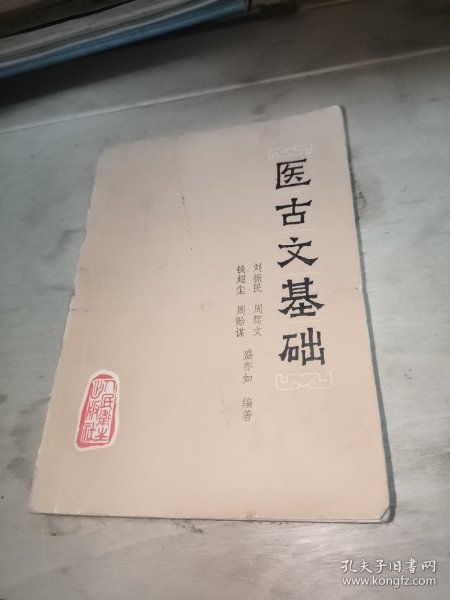 医古文基础
刘振民 周笃文
钱超尘 周贻谋 盛亦如 编著
人民卫生出版社
孔夫子旧书网
www.kongfz.com